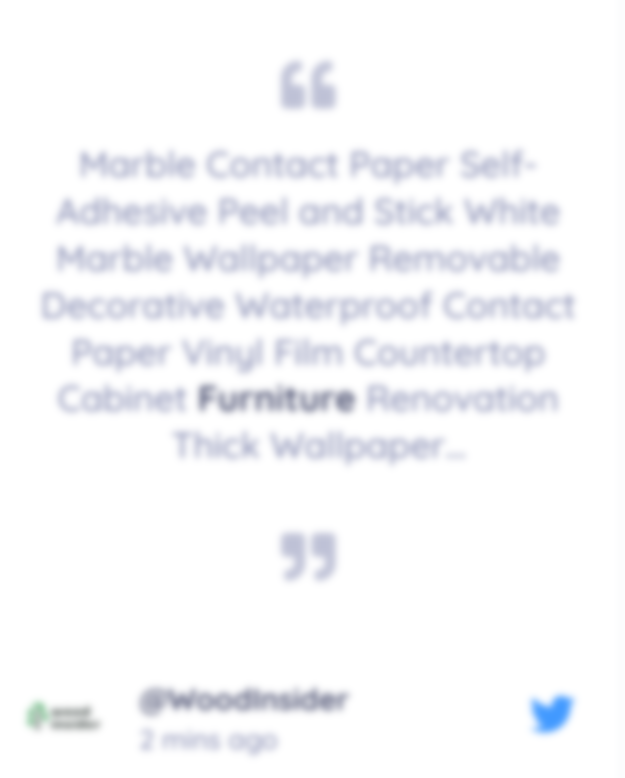 “
Marble Contact Paper Self-
Adhesive Peel and Stick White
Marble Wallpaper Removable
Decorative Waterproof Contact
Paper Vinyl Film Countertop
Cabinet Furniture Renovation
Thick Wallpaper...
”
@WoodInsider
2 mins ago